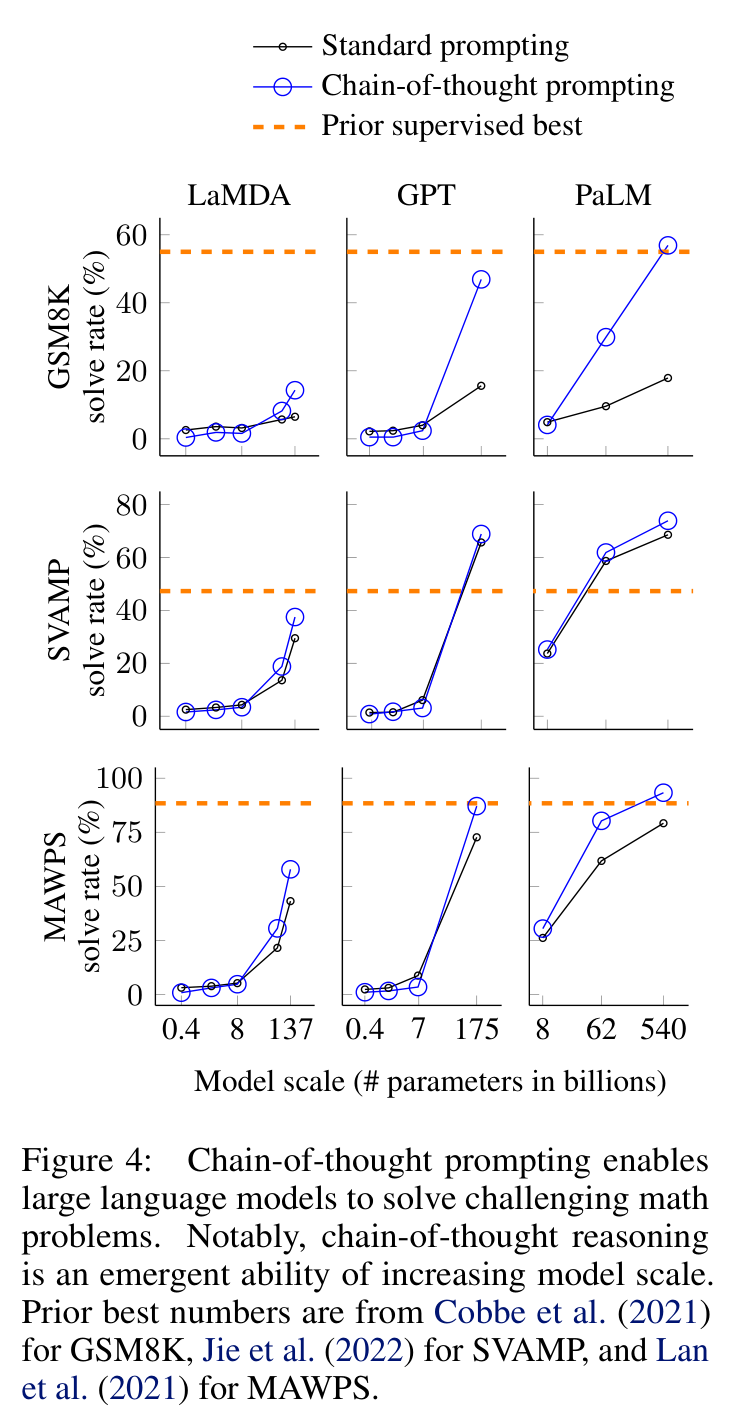 Standard prompting
Chain-of-thought prompting
Prior supervised best
LaMDA GPT PaLM
GSM8K
solve rate (%)
60
40
20
0
SVAMP
solve rate (%)
80
60
40
20
0
MAWPS
solve rate (%)
100
75
50
25
0
0.4 8 137 0.4 7 175 8 62 540
Model scale (# parameters in billions)
Figure 4: Chain-of-thought prompting enables
large language models to solve challenging math
problems. Notably, chain-of-thought reasoning
is an emergent ability of increasing model scale.
Prior best numbers are from Cobbe et al. (2021)
for GSM8K, Jie et al. (2022) for SVAMP, and Lan
et al. (2021) for MAWPS.